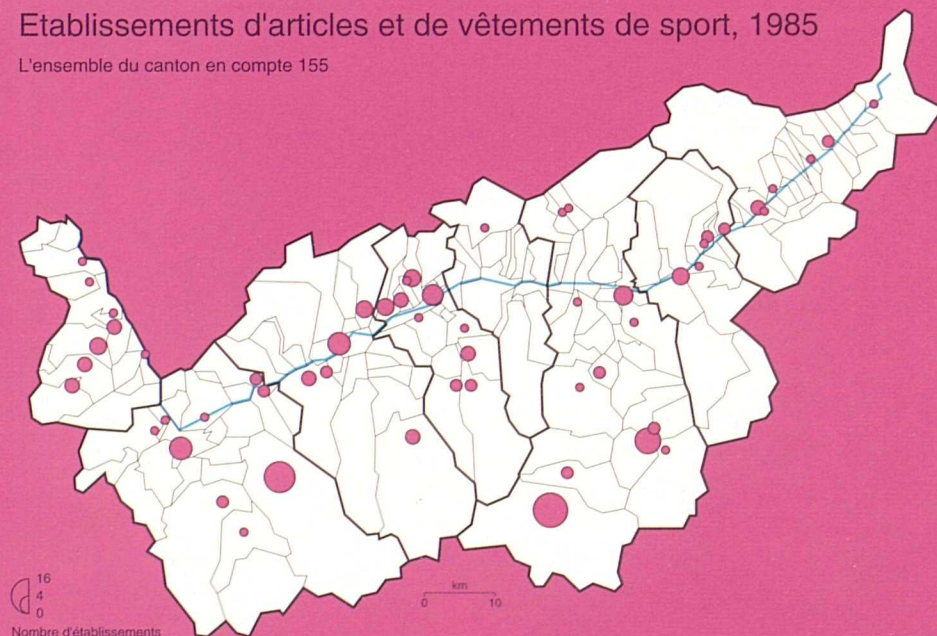 Etablissements d'articles et de vêtements de sport, 1985
L'ensemble du canton en compte 155
16
4
0
Nombre d'établissements
km
0 10